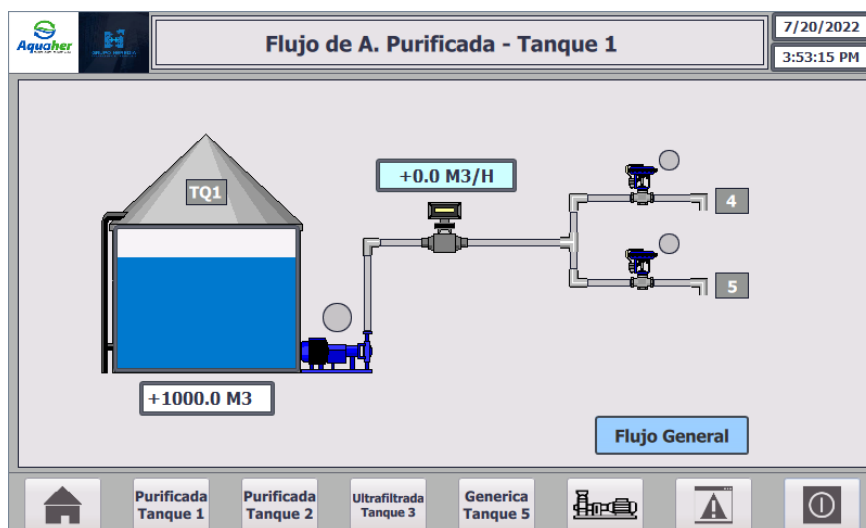 Aquaher
Flujo de A. Purificada - Tanque 1
7/20/2022
3:53:15 PM
TQ1
+0.0 M3/H
4
5
+1000.0 M3
Flujo General
Purificada
Tanque 1
Purificada
Tanque 2
Ultrafiltrada
Tanque 3
Generica
Tanque 5